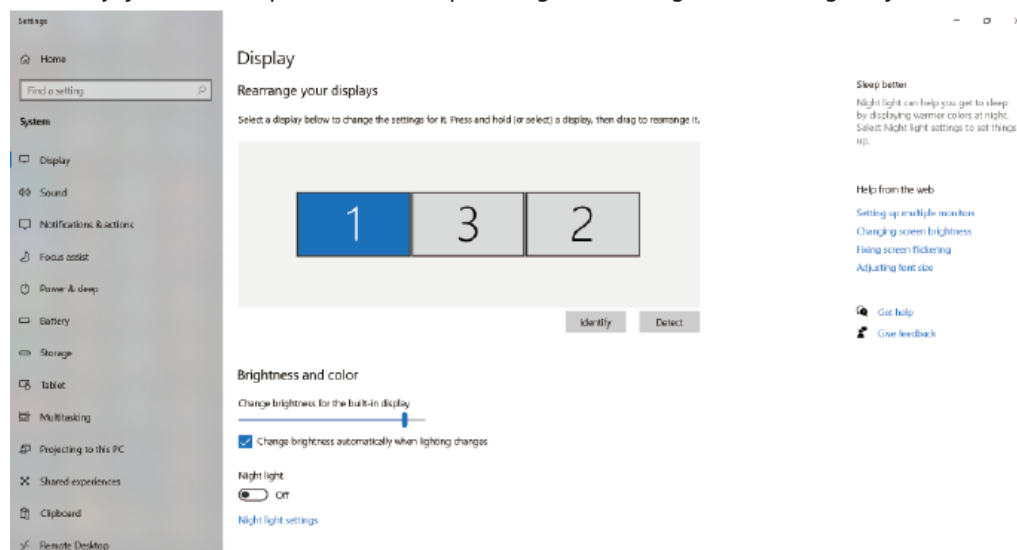 Settings
Home
Find a setting
System
Display
Sound
Notifications & actions
Focus assist
Power & sleep
Battery
Storage
Tablet
Multitasking
Projecting to this PC
Shared experiences
Clipboard
Remote Desktop
Display
Rearrange your displays
Select a display below to change the settings for it. Press and hold (or select) a display, then drag to rearrange it.
1 3 2
Identify Detect
Brightness and color
Change brightness for the built-in display
Change brightness automatically when lighting changes
Night light
Off
Night light settings
Sleep better
Night light can help you get to sleep
by displaying warmer colors at night.
Select Night light settings to set things
up.
Help from the web
Setting up multiple monitors
Changing screen brightness
Fixing screen flickering
Adjusting font size
Get help
Give feedback